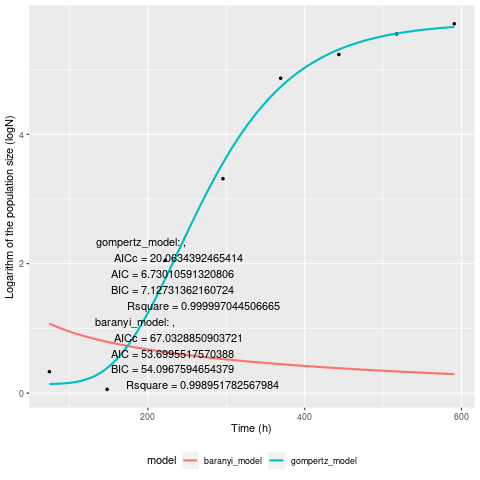 Logarithm of the population size (logN)
4
2
0
gompertz_model: ,
AICc = 20.0634392465414
AIC = 6.73010591320806
BIC = 7.12731362160724
Rsquare = 0.999997044506665
baranyi_model: ,
AICc = 67.0328850903721
AIC = 53.6995517570388
BIC = 54.0967594654379
Rsquare = 0.998951782567984
200
400
600
Time (h)
model
baranyi_model
gompertz_model